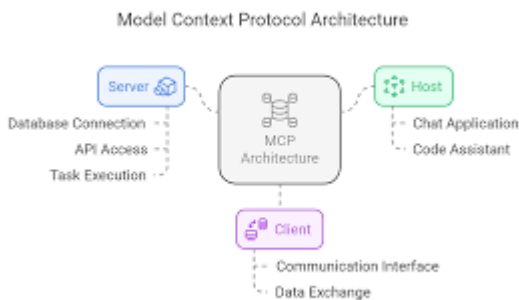 Model Context Protocol Architecture
Server
Host
Database Connection
API Access
Task Execution
MCP
Architecture
Chat Application
Code Assistant
Client
Communication Interface
Data Exchange